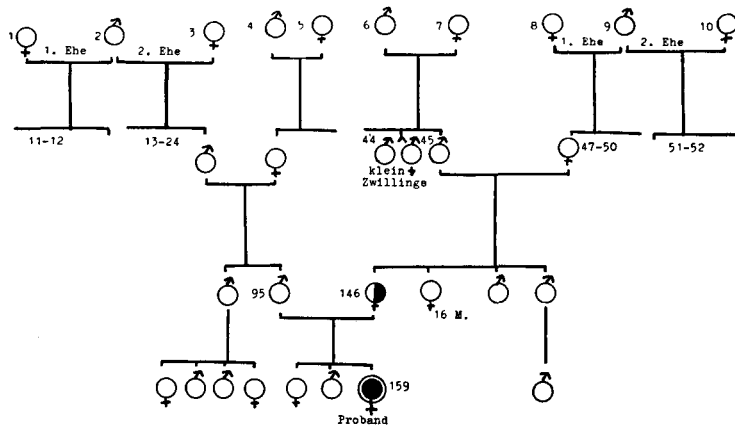 1 2 3 4 5 6 7 8 9 10
1. Ehe 2. Ehe 1. Ehe 2. Ehe
11-12 13-24 44 45 47-50 51-52
klein
Zwillinge
95 146
16 M.
159
Proband